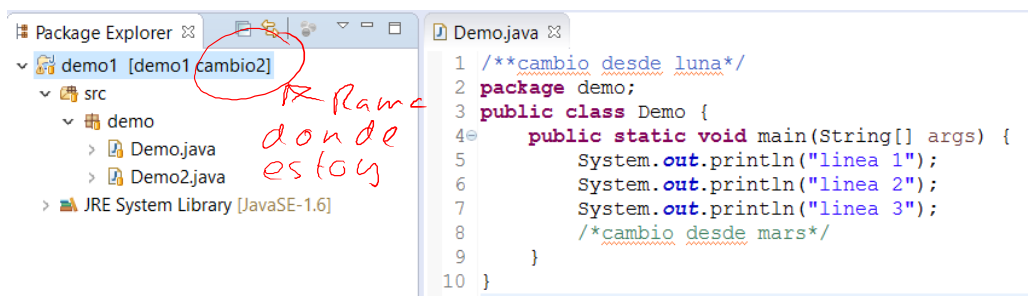 Package Explorer
demo1 [demo1 cambio2]
src
demo
Demo.java
Demo2.java
JRE System Library [JavaSE-1.6]
Rama
donde
estoy
Demo.java
1 /**cambio desde luna*/
2 package demo;
3 public class Demo {
4 public static void main(String[] args) {
5 System.out.println("linea 1");
6 System.out.println("linea 2");
7 System.out.println("linea 3");
8 /*cambio desde mars*/
9 }
10 }